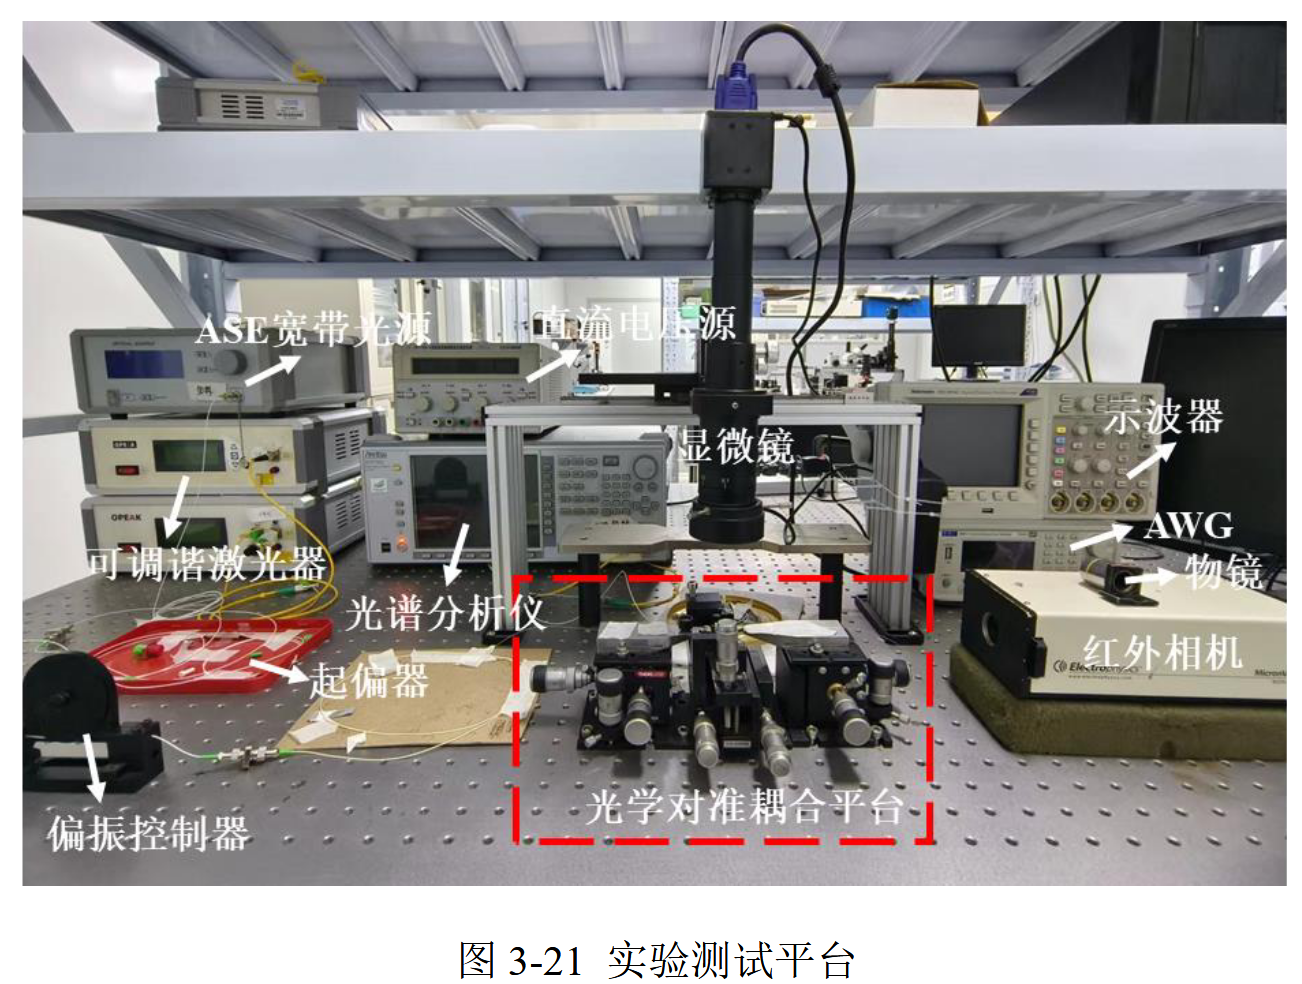 ASE宽带光源
直流电压源
显微镜
示波器
AWG
物镜
可调谐激光器
光谱分析仪
红外相机
起偏器
光学对准耦合平台
偏振控制器
OPEAK
Electrophysics
图 3-21 实验测试平台